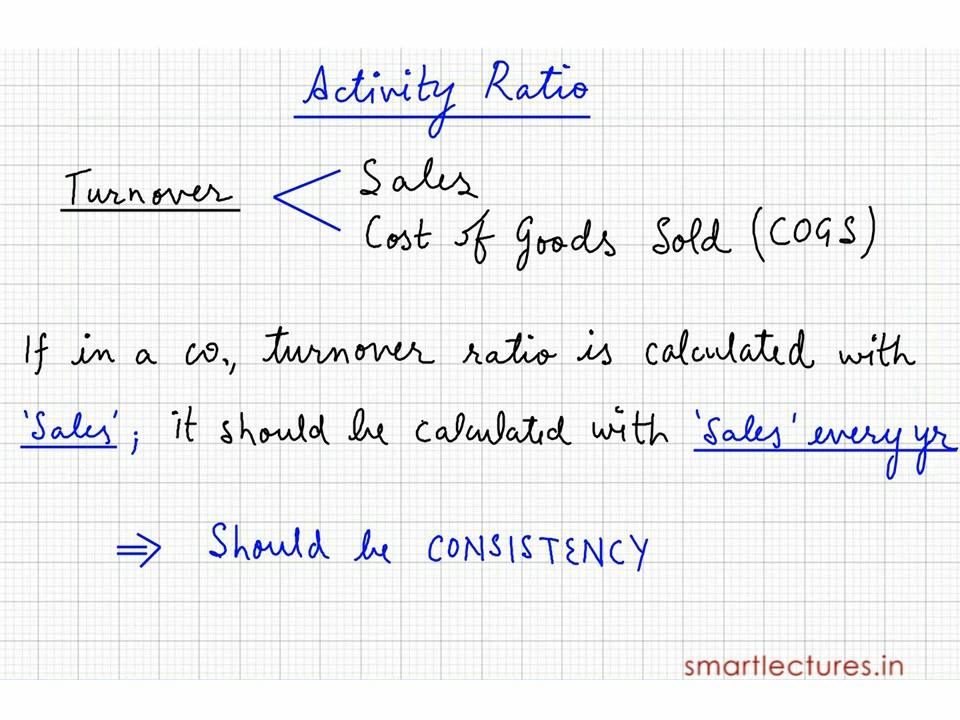 Activity Ratio
Turnover
Sales
Cost of Goods Sold (COGS)
If in a co., turnover ratio is calculated with
'Sales'; it should be calculated with 'Sales' every yr
⇒ Should be CONSISTENCY
smartlectures.in